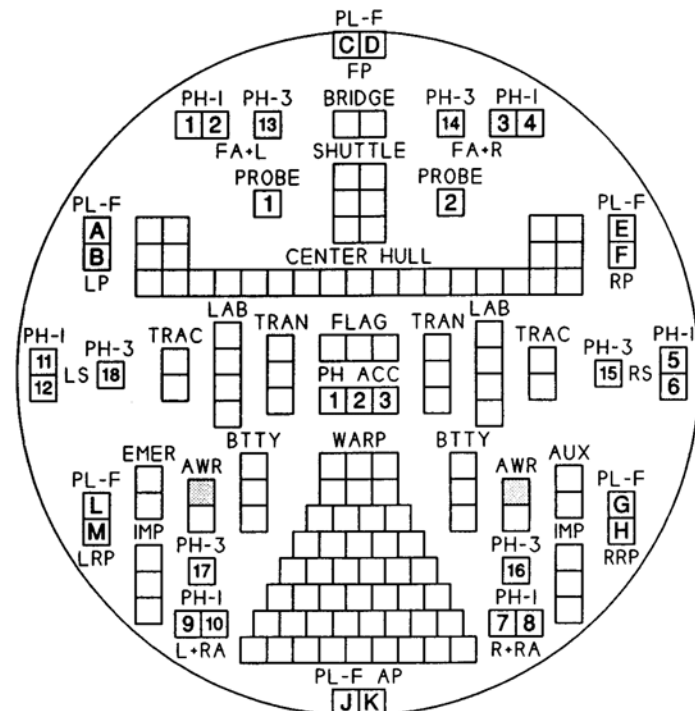 PL-F
C D
FP
PH-1 PH-3 BRIDGE PH-3 PH-1
1 2 13 14 3 4
FA+L SHUTTLE FA+R
PROBE PROBE
1 2
PL-F PL-F
A E
B F
LP CENTER HULL RP
LAB TRAN FLAG TRAN LAB
PH-1 PH-3 TRAC TRAC PH-3 PH-1
11 5
12 LS 18 15 RS 6
PH ACC
1 2 3
EMER AWR BTTY WARP BTTY AWR AUX
PL-F PL-F
L G
M H
LRP IMP IMP RRP
PH-3 PH-3
17 16
PH-1 PH-1
9 10 7 8
L+RA R+RA
PL-F AP
J K